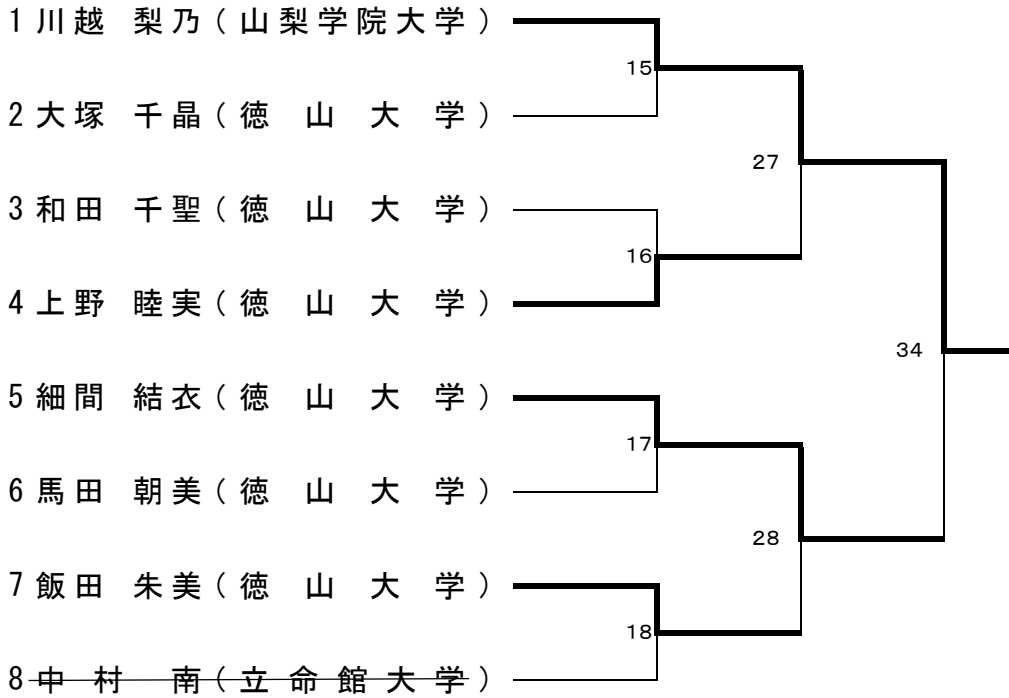 1 川越 梨乃(山梨学院大学)
15
2 大塚 千晶(徳山大学)
27
3 和田 千聖(徳山大学)
16
4 上野 睦実(徳山大学)
34
5 細間 結衣(徳山大学)
17
6 馬田 朝美(徳山大学)
28
7 飯田 朱美(徳山大学)
18
8 中村 南(立命館大学)